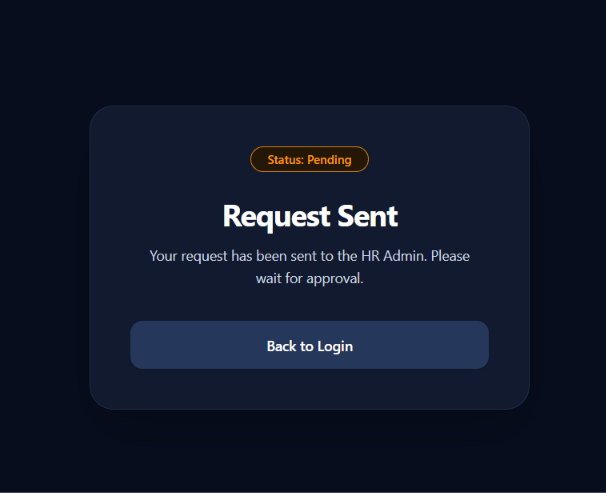 Status: Pending
Request Sent
Your request has been sent to the HR Admin. Please
wait for approval.
Back to Login